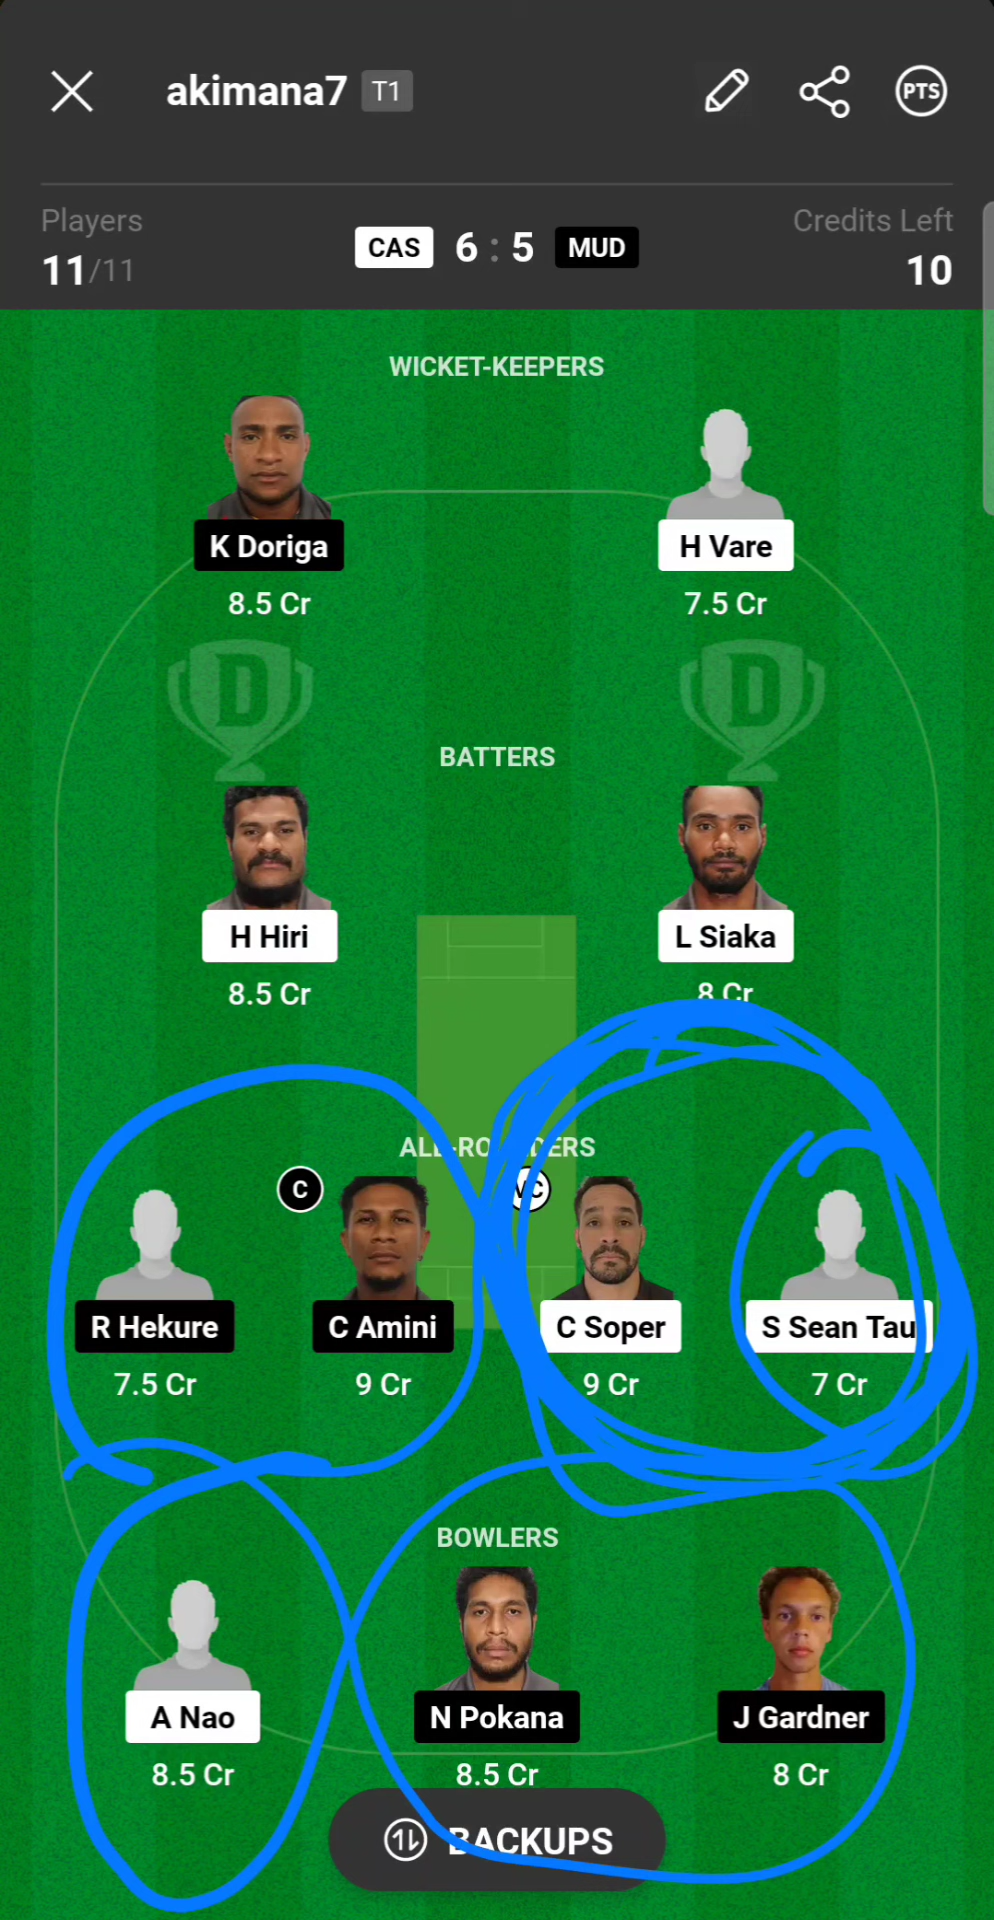 akimana7 T1 PTS
Players Credits Left
11/11 CAS 6 : 5 MUD 10
WICKET-KEEPERS
K Doriga H Vare
8.5 Cr 7.5 Cr
D D
BATTERS
H Hiri L Siaka
8.5 Cr 8 Cr
ALL-ROUNDERS
C VC
R Hekure C Amini C Soper S Sean Tau
7.5 Cr 9 Cr 9 Cr 7 Cr
BOWLERS
A Nao N Pokana J Gardner
8.5 Cr 8.5 Cr 8 Cr
BACKUPS